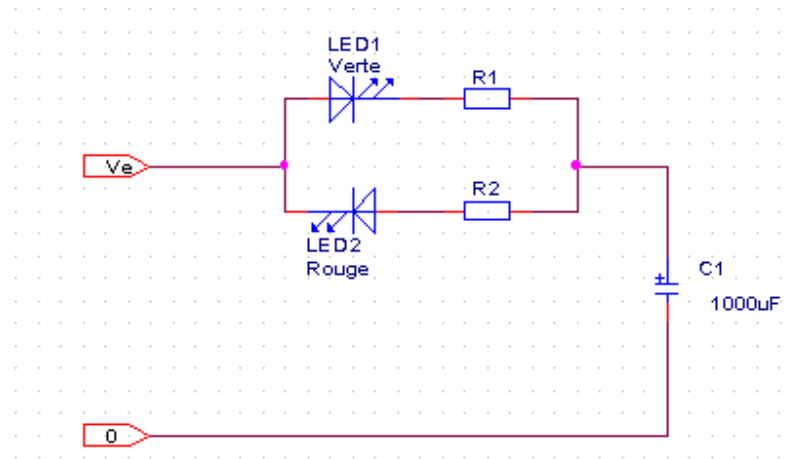 LED1
Verte
R1
Ve
R2
LED2
Rouge
C1
1000uF
0